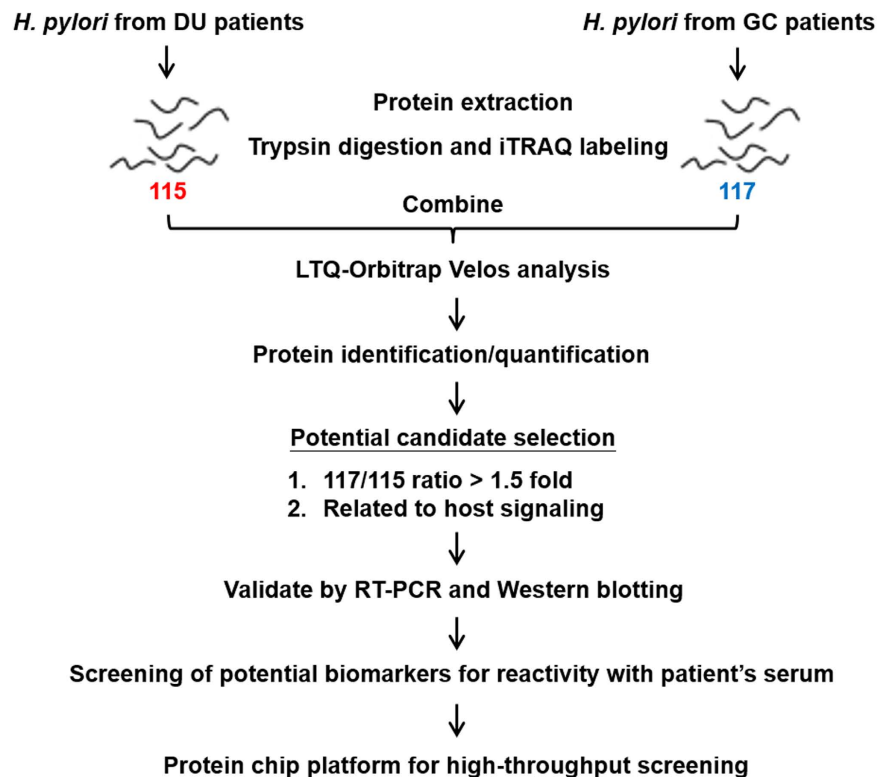 H. pylori from DU patients
H. pylori from GC patients
Protein extraction
Trypsin digestion and iTRAQ labeling
115
117
Combine
LTQ-Orbitrap Velos analysis
Protein identification/quantification
Potential candidate selection
1. 117/115 ratio > 1.5 fold
2. Related to host signaling
Validate by RT-PCR and Western blotting
Screening of potential biomarkers for reactivity with patient’s serum
Protein chip platform for high-throughput screening